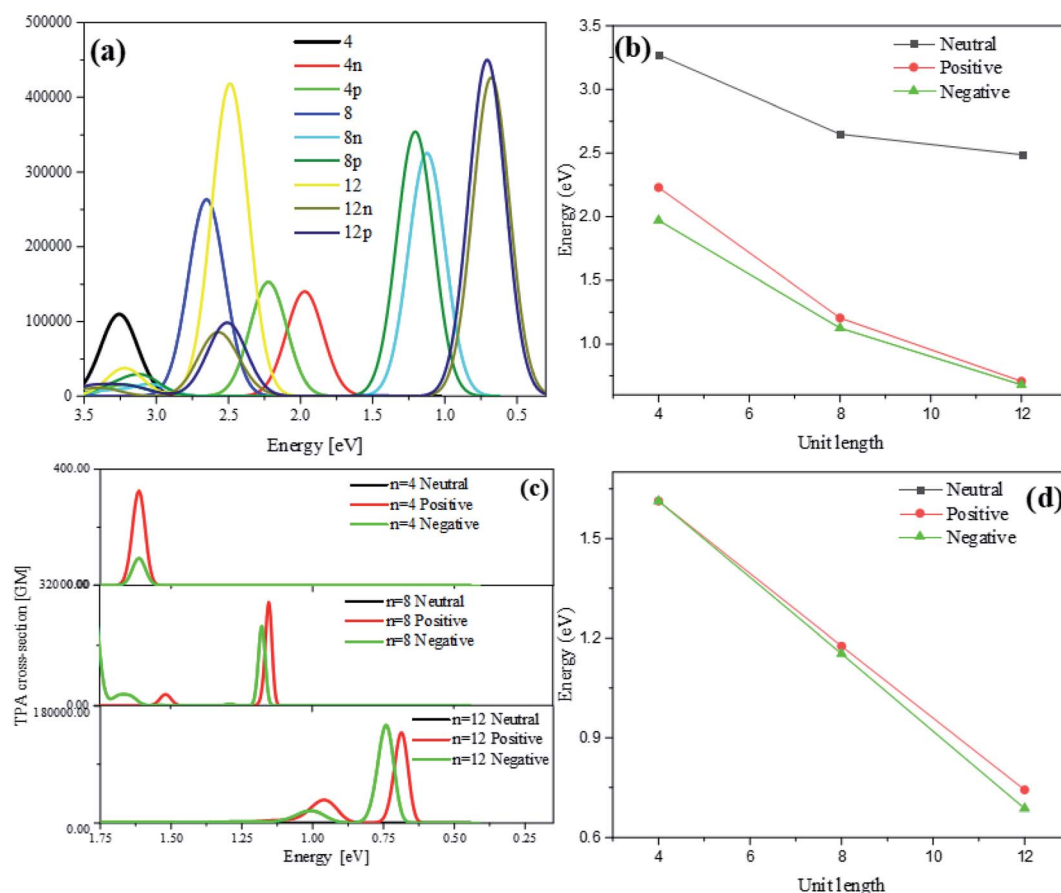 (a)
500000
400000
300000
200000
100000
0
4
4n
4p
8
8n
8p
12
12n
12p
3.5 3.0 2.5 2.0 1.5 1.0 0.5
Energy [eV]
(b)
Neutral
Positive
Negative
3.5
3.0
2.5
2.0
1.5
1.0
Energy (eV)
4 6 8 10 12
Unit length
(c)
400.00
n=4 Neutral
n=4 Positive
n=4 Negative
32000.00
n=8 Neutral
n=8 Positive
n=8 Negative
0.00
180000.00
n=12 Neutral
n=12 Positive
n=12 Negative
0.00
TPA cross-section [GM]
1.75 1.50 1.25 1.00 0.75 0.50 0.25
Energy [eV]
(d)
Neutral
Positive
Negative
1.5
1.2
0.9
0.6
Energy (eV)
4 6 8 10 12
Unit length